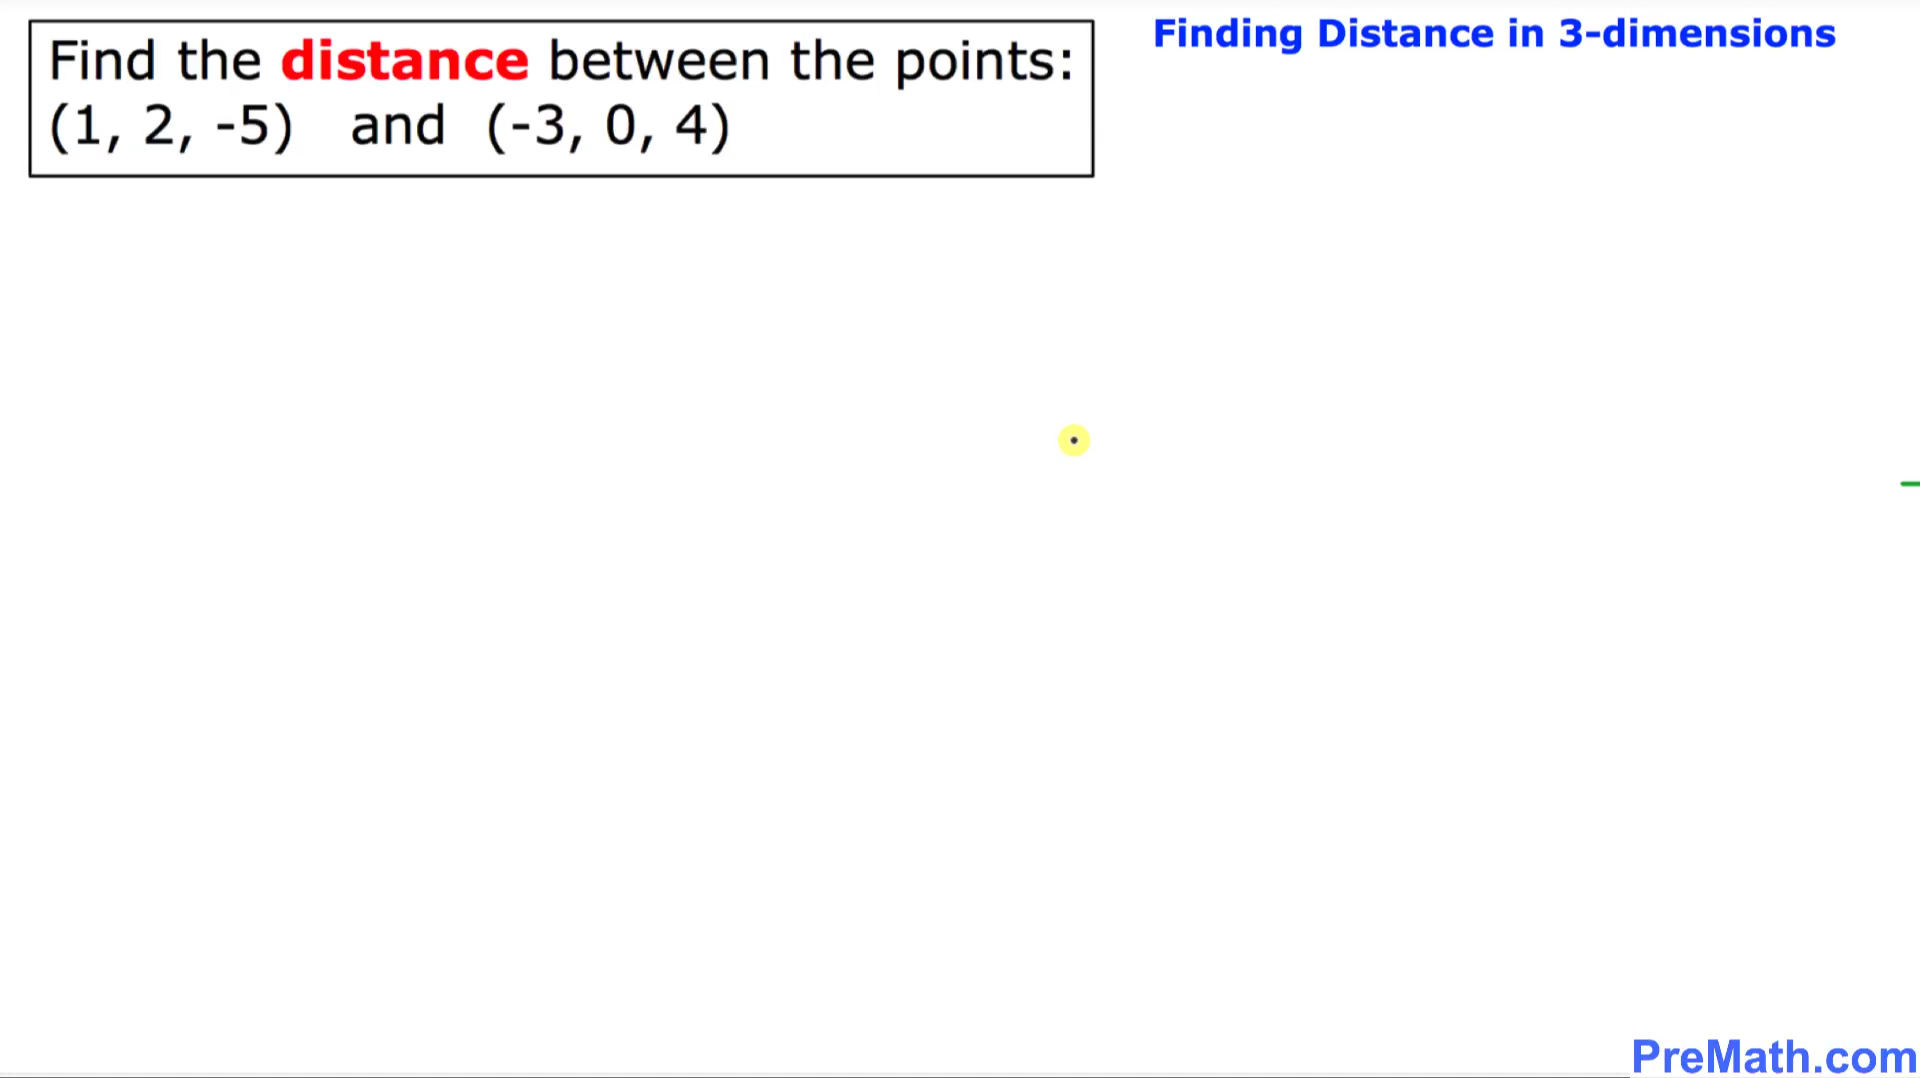 Find the distance between the points:
(1, 2, -5) and (-3, 0, 4)
Finding Distance in 3-dimensions
PreMath.com